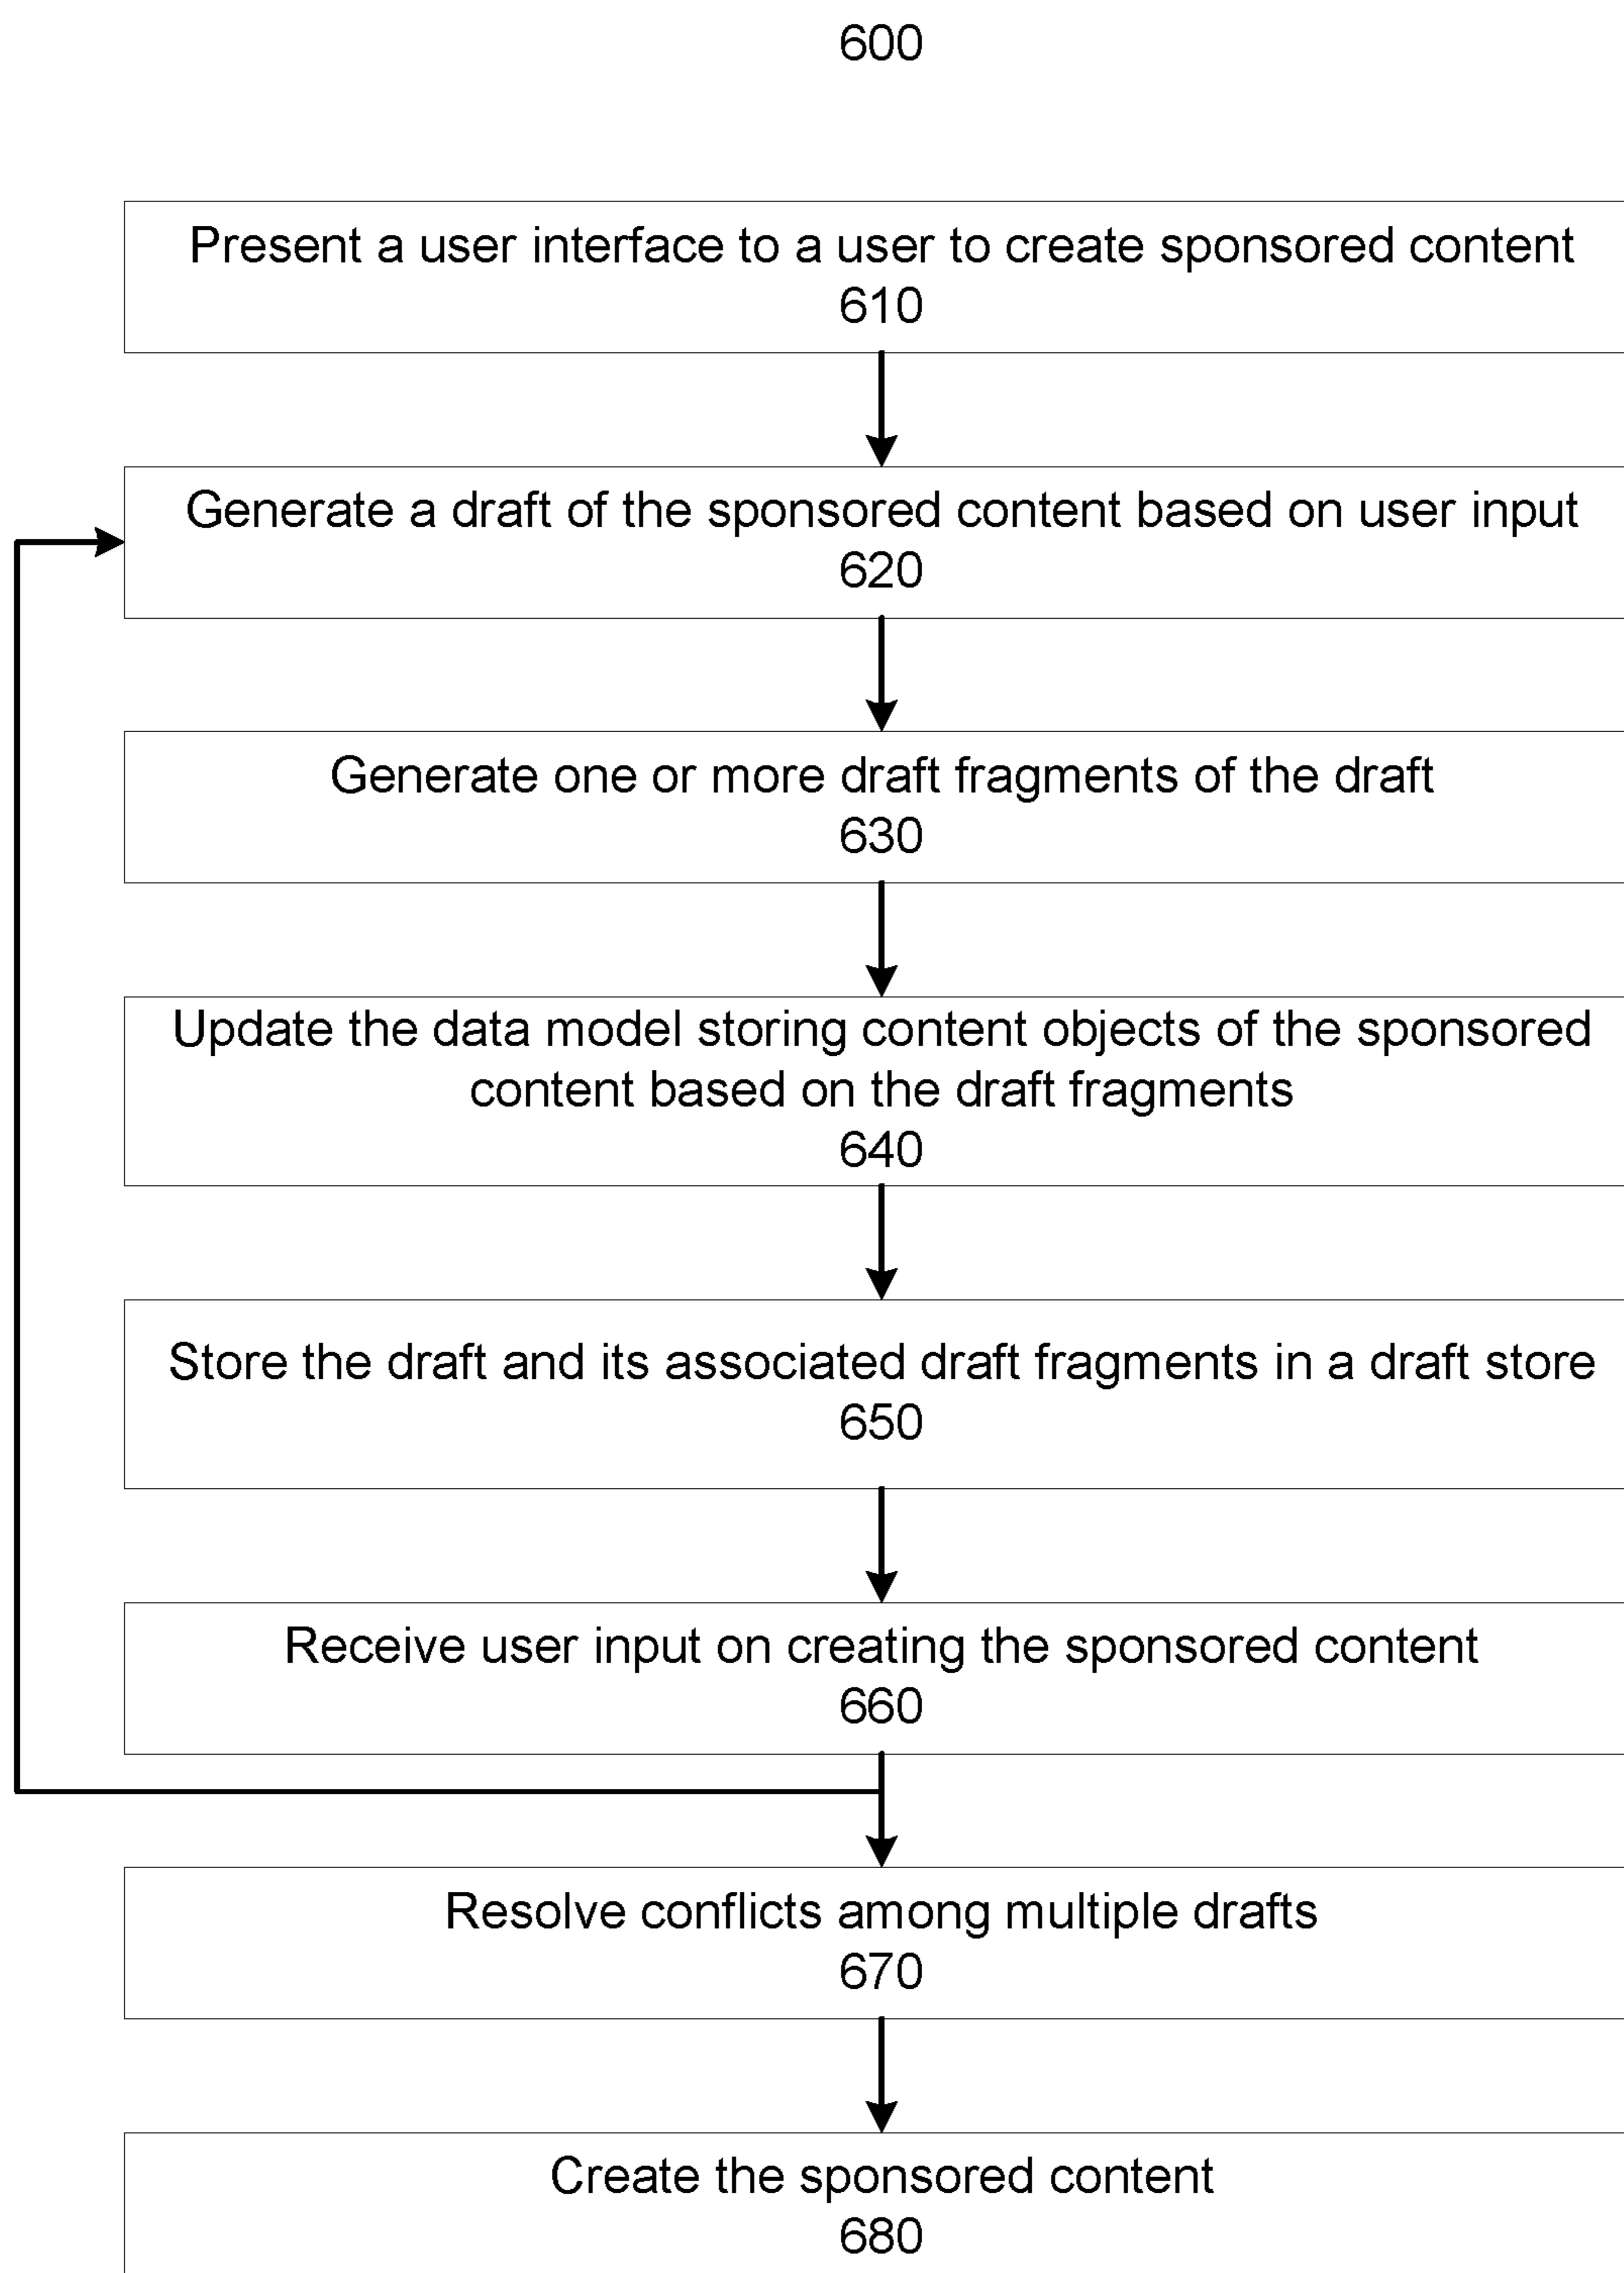 600
Present a user interface to a user to create sponsored content
610
Generate a draft of the sponsored content based on user input
620
Generate one or more draft fragments of the draft
630
Update the data model storing content objects of the sponsored
content based on the draft fragments
640
Store the draft and its associated draft fragments in a draft store
650
Receive user input on creating the sponsored content
660
Resolve conflicts among multiple drafts
670
Create the sponsored content
680